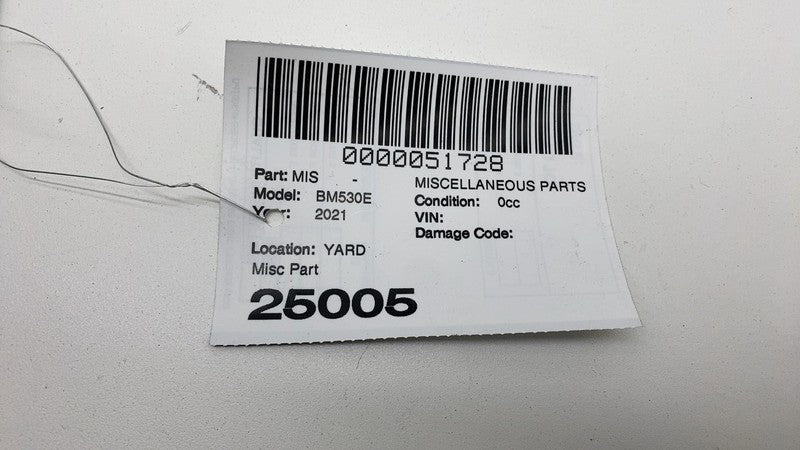 0000051728
Part: MIS - MISCELLANEOUS PARTS
Model: BM530E Condition: 0cc
Year: 2021 VIN:
Damage Code:
Location: YARD
Misc Part
25005